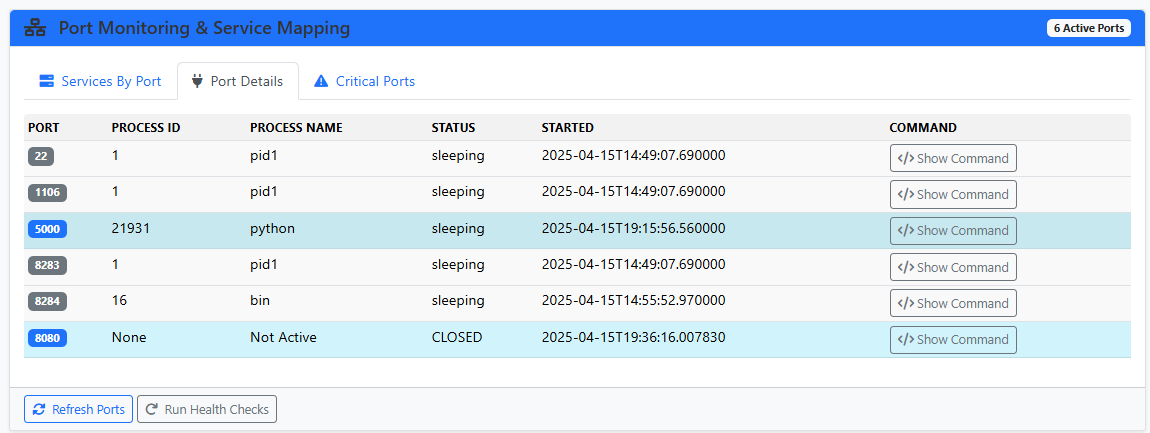 Port Monitoring & Service Mapping 6 Active Ports
Services By Port Port Details Critical Ports
PORT PROCESS ID PROCESS NAME STATUS STARTED COMMAND
22 1 pid1 sleeping 2025-04-15T14:49:07.690000 </> Show Command
1106 1 pid1 sleeping 2025-04-15T14:49:07.690000 </> Show Command
5000 21931 python sleeping 2025-04-15T19:15:56.560000 </> Show Command
8283 1 pid1 sleeping 2025-04-15T14:49:07.690000 </> Show Command
8284 16 bin sleeping 2025-04-15T14:55:52.970000 </> Show Command
8080 None Not Active CLOSED 2025-04-15T19:36:16.007830 </> Show Command
Refresh Ports Run Health Checks